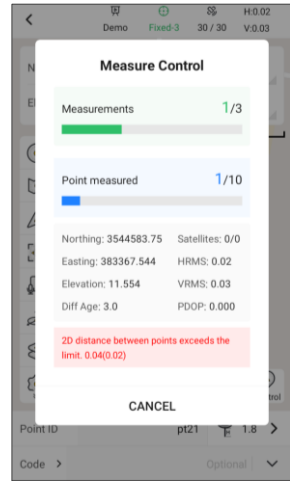 H:0.02
Demo Fixed-3 30 / 30 V:0.03
Measure Control
Measurements 1/3
Point measured 1/10
Northing: 3544583.75 Satellites: 0/0
Easting: 383367.544 HRMS: 0.02
Elevation: 11.554 VRMS: 0.03
Diff Age: 3.0 PDOP: 0.000
2D distance between points exceeds the
limit. 0.04(0.02)
CANCEL
Point ID pt21 1.8
Code Optional